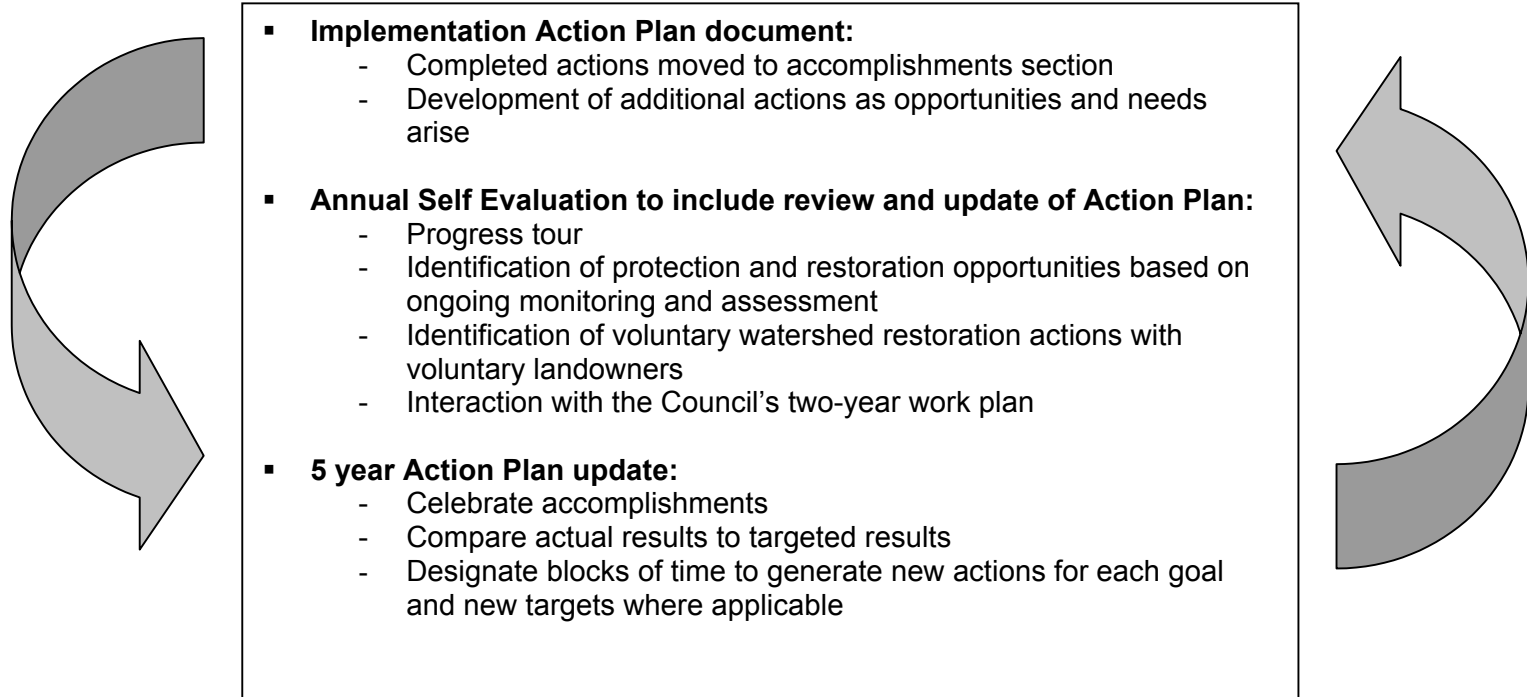 ▪ Implementation Action Plan document:
- Completed actions moved to accomplishments section
- Development of additional actions as opportunities and needs
arise
▪ Annual Self Evaluation to include review and update of Action Plan:
- Progress tour
- Identification of protection and restoration opportunities based on
ongoing monitoring and assessment
- Identification of voluntary watershed restoration actions with
voluntary landowners
- Interaction with the Council’s two-year work plan
▪ 5 year Action Plan update:
- Celebrate accomplishments
- Compare actual results to targeted results
- Designate blocks of time to generate new actions for each goal
and new targets where applicable